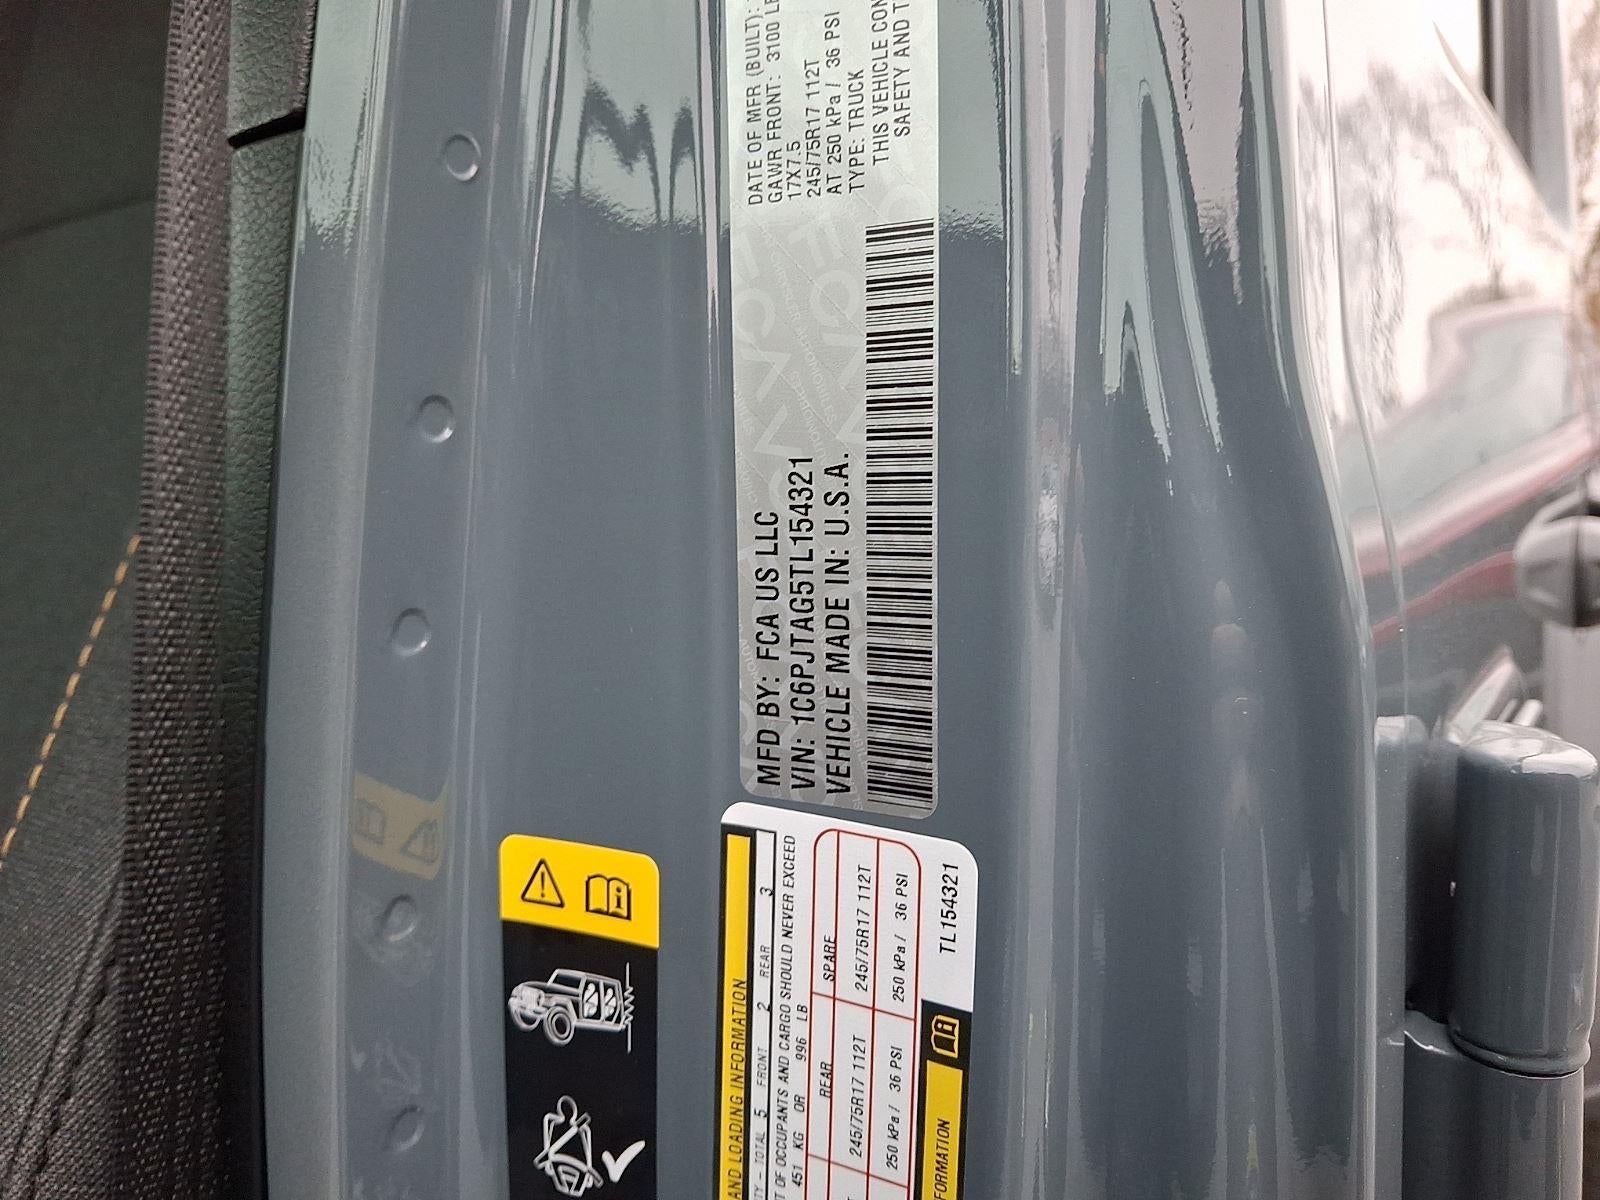 MFD BY: FCA US LLC
VIN: 1C6PJTAG5TL154321
VEHICLE MADE IN: U.S.A.
DATE OF MFR (BUILT):
GAWR FRONT: 3100 LB
17X7.5
245/75R17 112T
AT 250 kPa / 36 PSI
TYPE: TRUCK
THIS VEHICLE CON
SAFETY AND T
AND LOADING INFORMATION
TY - TOTAL 5 FRONT 2 REAR 3
T OF OCCUPANTS AND CARGO SHOULD NEVER EXCEED
451 KG OR 996 LB
REAR SPARE
245/75R17 112T 245/75R17 112T
250 kPa / 36 PSI 250 kPa / 36 PSI
FORMATION
TL154321